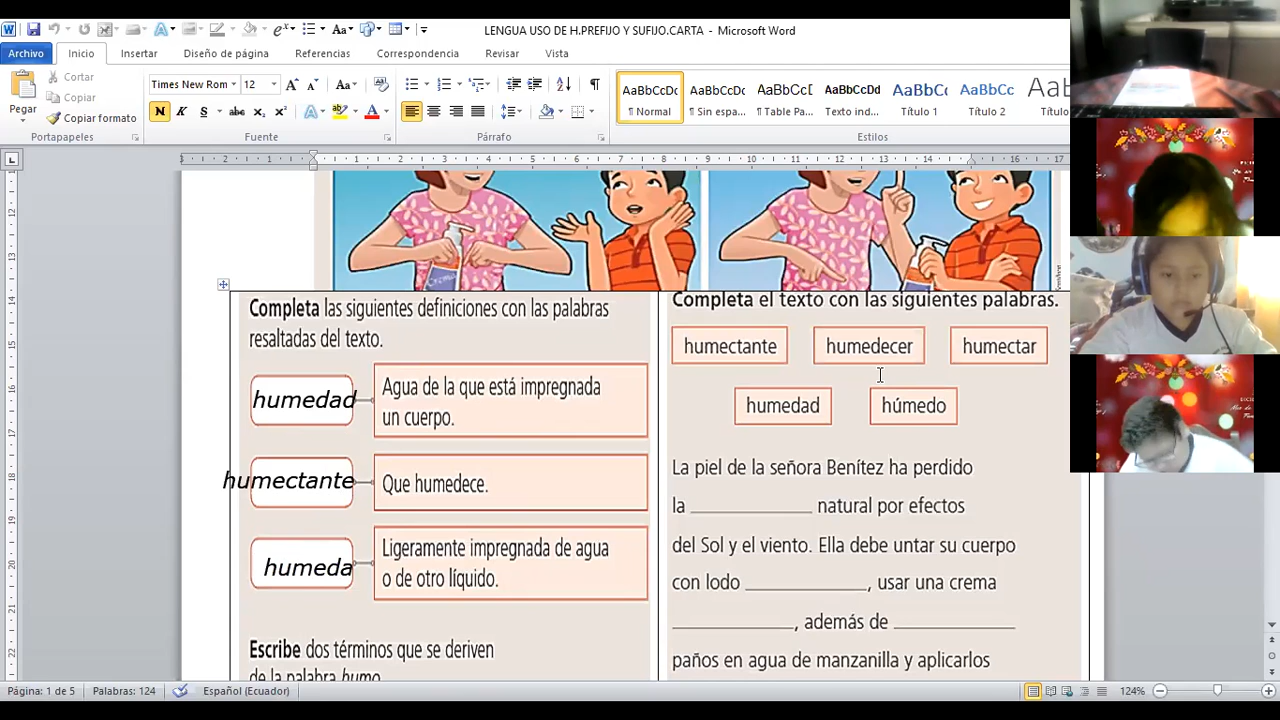 LENGUA USO DE H.PREFIJO Y SUFIJO.CARTA - Microsoft Word
Archivo Inicio Insertar Diseño de página Referencias Correspondencia Revisar Vista
Pegar
Cortar
Copiar
Copiar formato
Portapapeles
Times New Rom 12
Fuente
Párrafo
AaBbCcDc AaBbCcDc AaBbCcD AaBbCcDd AaBbCc AaBbCc AaBb
¶ Normal ¶ Sin espa... ¶ Table Pa... Text ind... Título 1 Título 2 Títu
Estilos
Completa las siguientes definiciones con las palabras
resaltadas del texto.
humedad
Agua de la que está impregnada
un cuerpo.
humectante
Que humedece.
humeda
Ligeramente impregnada de agua
o de otro líquido.
Escribe dos términos que se deriven
de la palabra humo.
Completa el texto con las siguientes palabras.
humectante humedecer humectar
humedad húmedo
La piel de la señora Benítez ha perdido
la ____________ natural por efectos
del Sol y el viento. Ella debe untar su cuerpo
con lodo ____________, usar una crema
____________, además de ____________
paños en agua de manzanilla y aplicarlos
Página: 1 de 5 Palabras: 124 Español (Ecuador) 124%